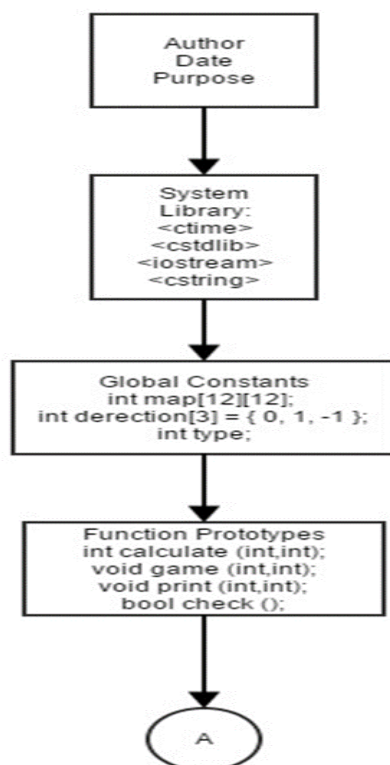 Author
Date
Purpose
System
Library:
<ctime>
<cstdlib>
<iostream>
<cstring>
Global Constants
int map[12][12];
int derection[3] = { 0, 1, -1 };
int type;
Function Prototypes
int calculate (int,int);
void game (int,int);
void print (int,int);
bool check ();
A